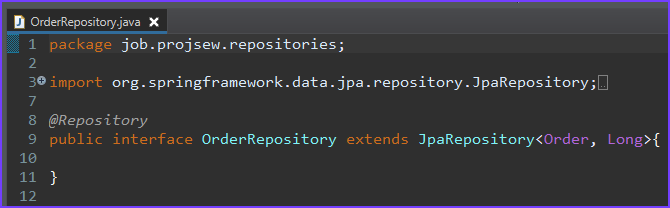 OrderRepository.java
1 package job.projsew.repositories;
2
3 import org.springframework.data.jpa.repository.JpaRepository;
7
8 @Repository
9 public interface OrderRepository extends JpaRepository<Order, Long>{
10
11 }
12